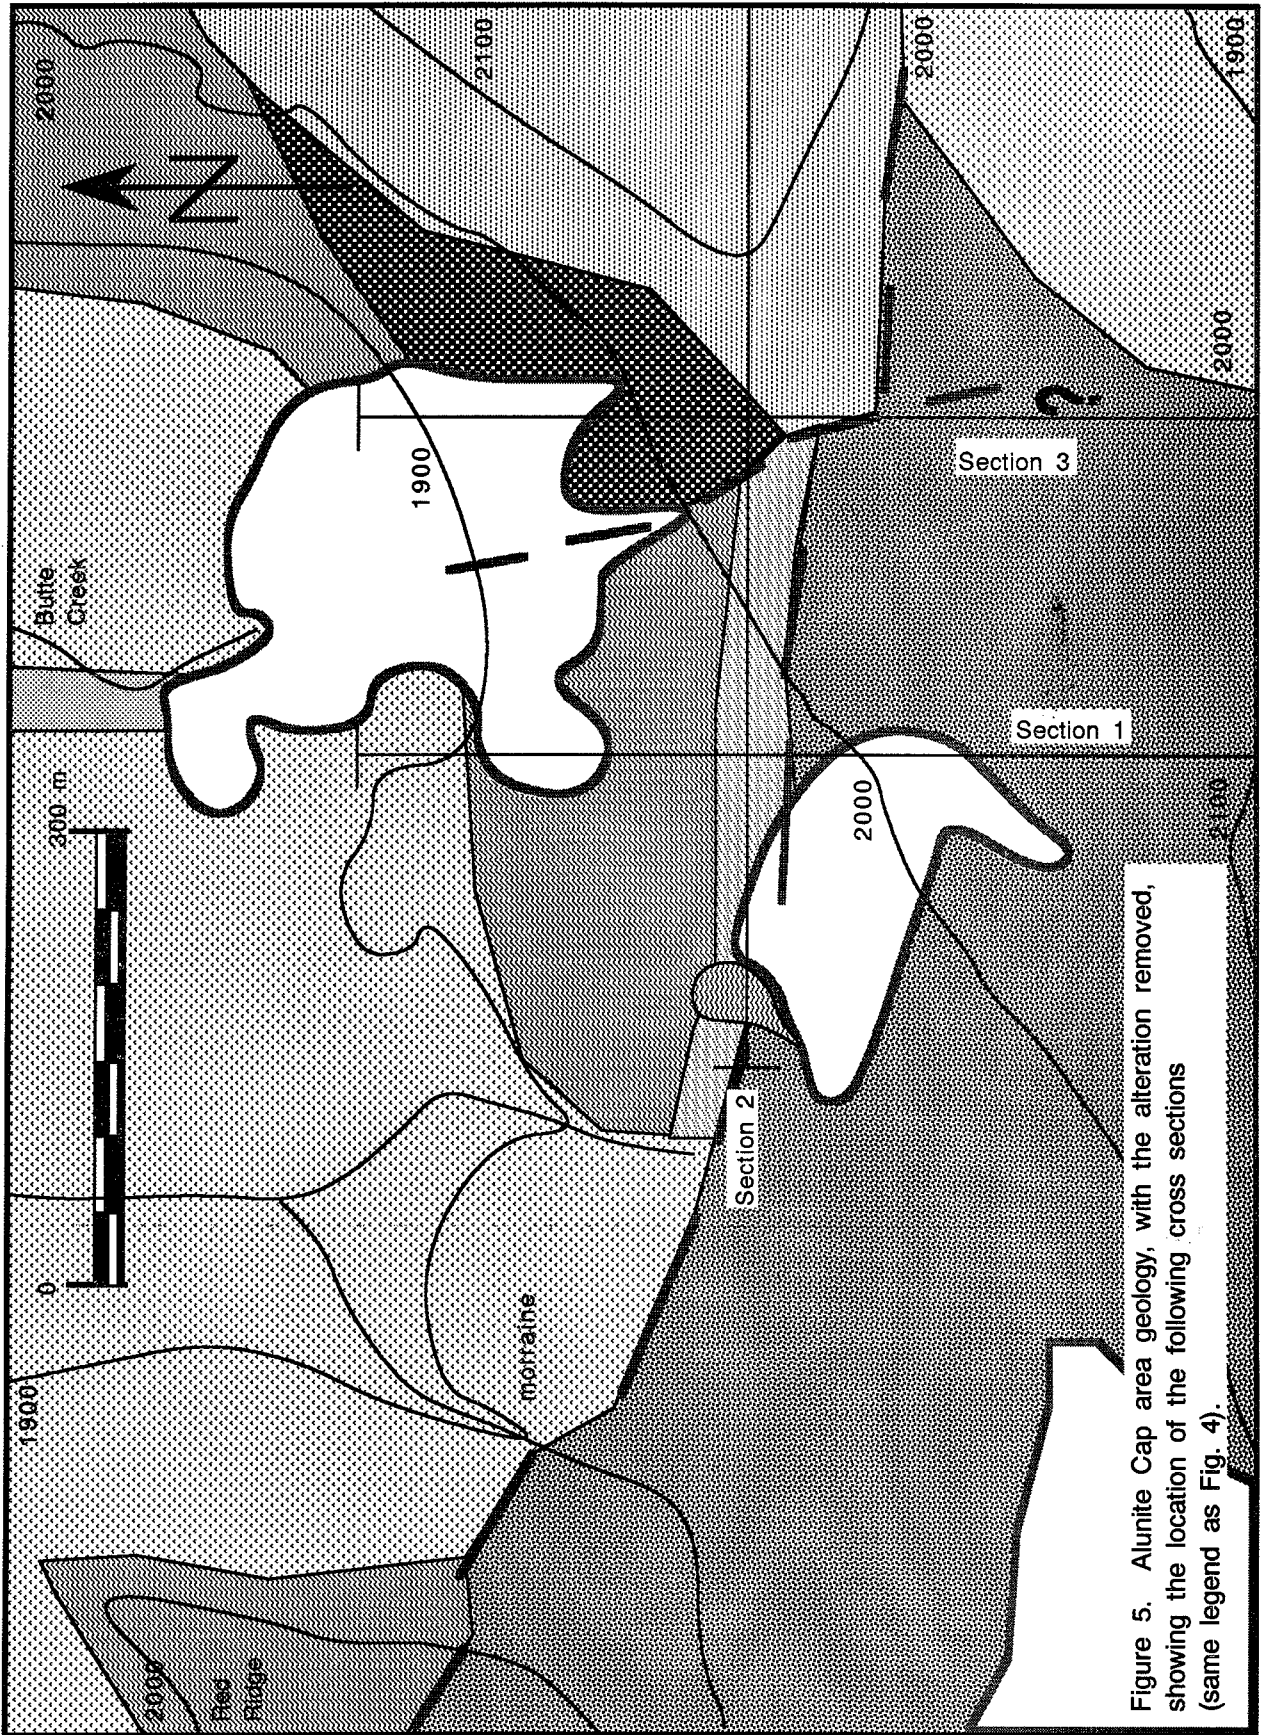 2000
2100
2000
1900
N
Butte
Creek
1900
2000
?
Section 3
300 m
Section 1
2000
2100
Section 2
0
morraine
1900
2000
Red
Ridge
Figure 5. Alunite Cap area geology, with the alteration removed,
showing the location of the following cross sections
(same legend as Fig. 4).